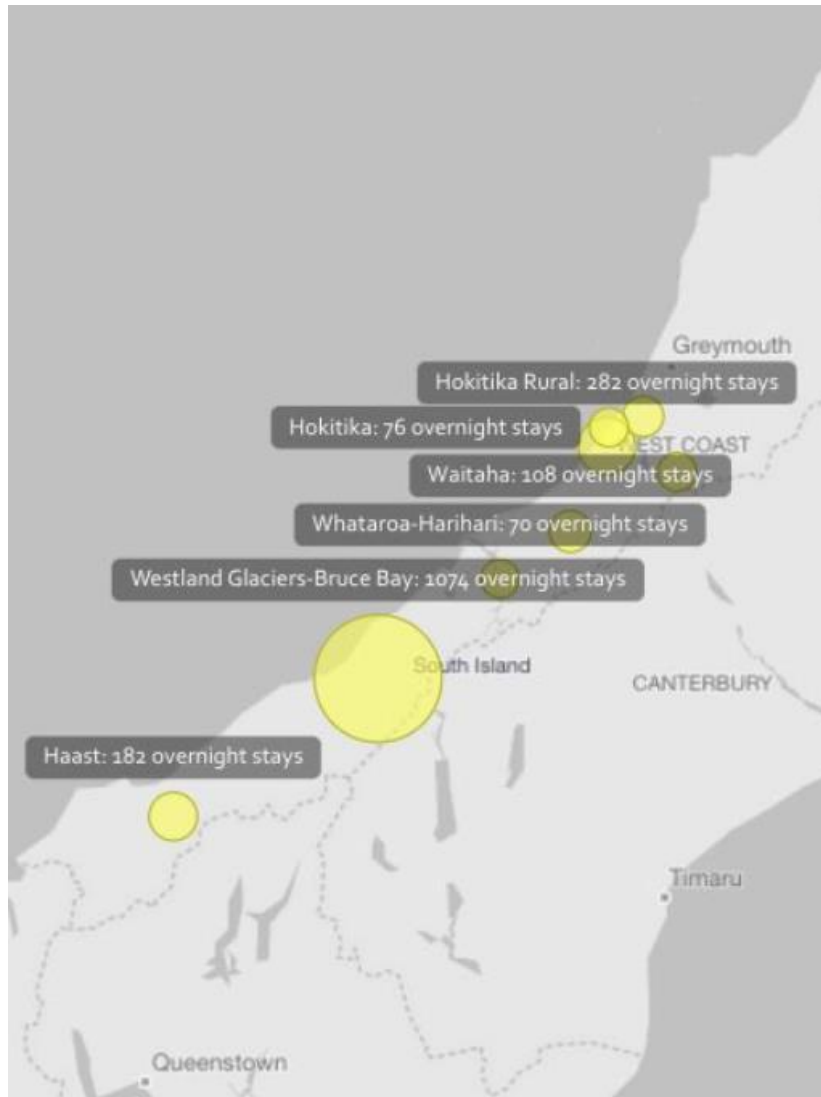 Greymouth
Hokitika Rural: 282 overnight stays
Hokitika: 76 overnight stays
WEST COAST
Waitaha: 108 overnight stays
Whataroa-Harihari: 70 overnight stays
Westland Glaciers-Bruce Bay: 1074 overnight stays
South Island
CANTERBURY
Haast: 182 overnight stays
Timaru
Queenstown